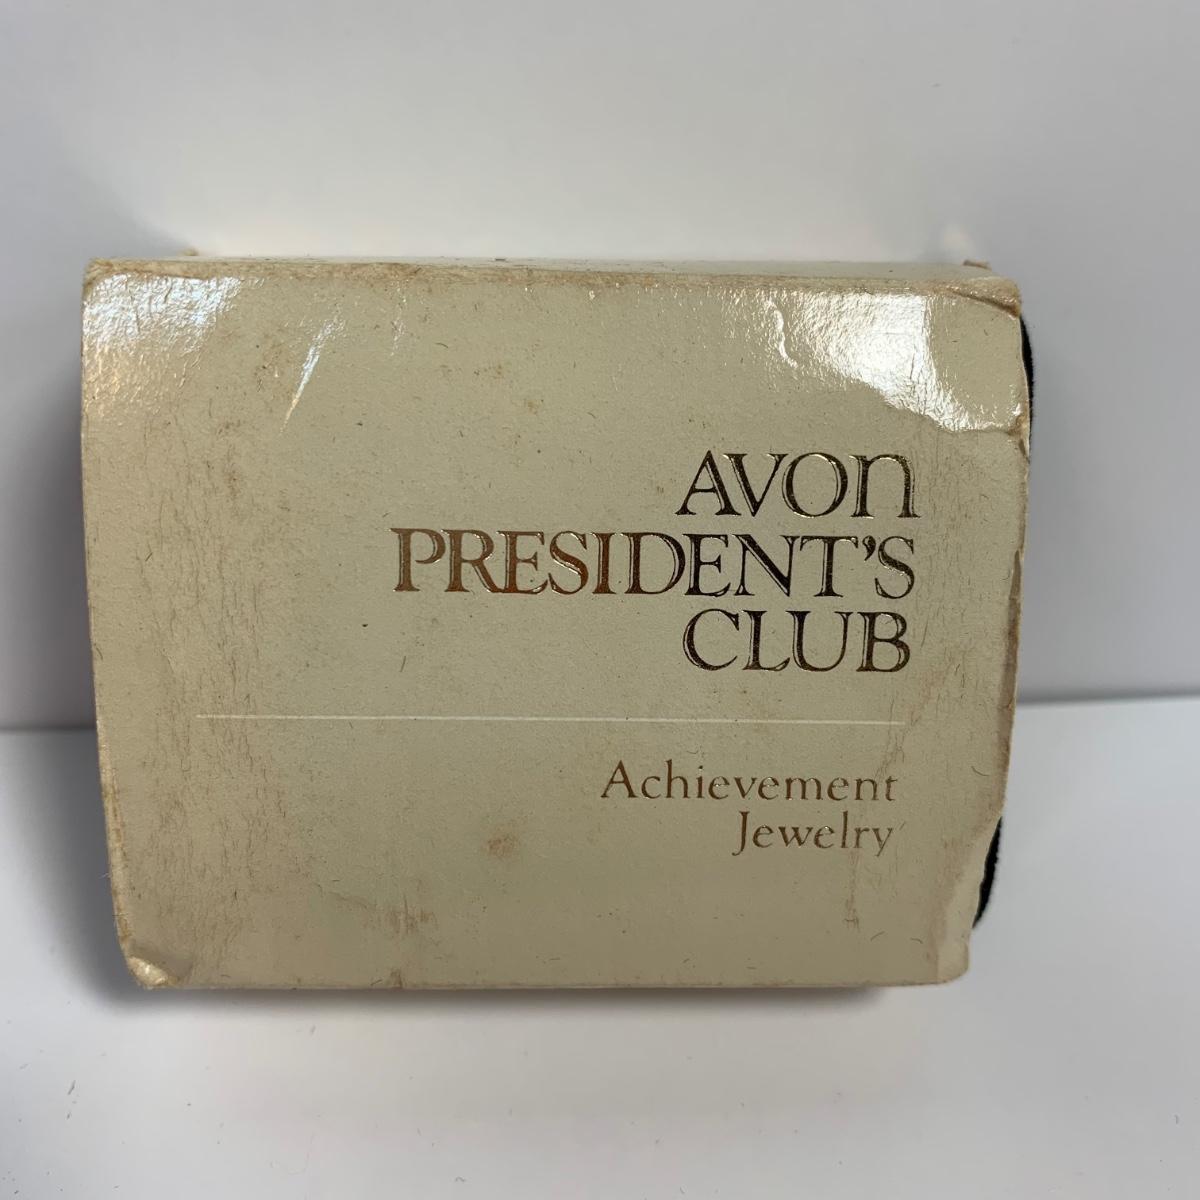 AVON
PRESIDENT'S
CLUB
Achievement
Jewelry